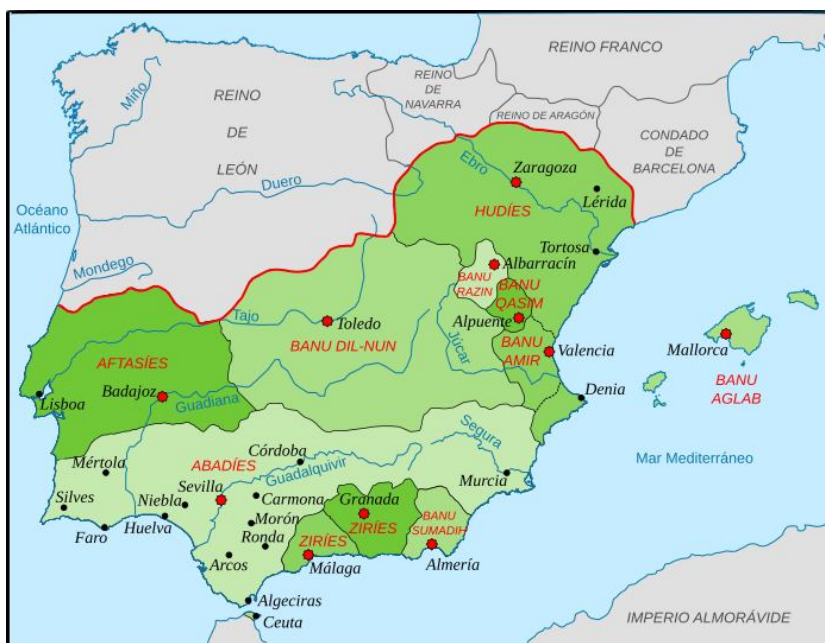 REINO FRANCO
REINO
DE
NAVARRA
REINO
DE
LEÓN
Miño
REINO DE ARAGÓN
CONDADO
DE
BARCELONA
Ebro
Zaragoza
Duero
Lérida
HUDÍES
Océano
Atlántico
Tortosa
Mondego
Albarracín
BANU
RAZIN
BANU
QASIM
Tajo
Toledo
Alpuente
BANU DIL-NUN
Júcar
BANU
AMIR
Valencia
Mallorca
AFTASÍES
BANU
AGLAB
Badajoz
Lisboa
Guadiana
Denia
Segura
Córdoba
Mar Mediterráneo
Mértola
ABADÍES
Guadalquivir
Murcia
Sevilla
Silves
Niebla
Carmona
Granada
Faro
Huelva
Morón
BANU
SUMADIH
Ronda
ZIRÍES
ZIRÍES
Arcos
Málaga
Almería
Algeciras
Ceuta
IMPERIO ALMORÁVIDE